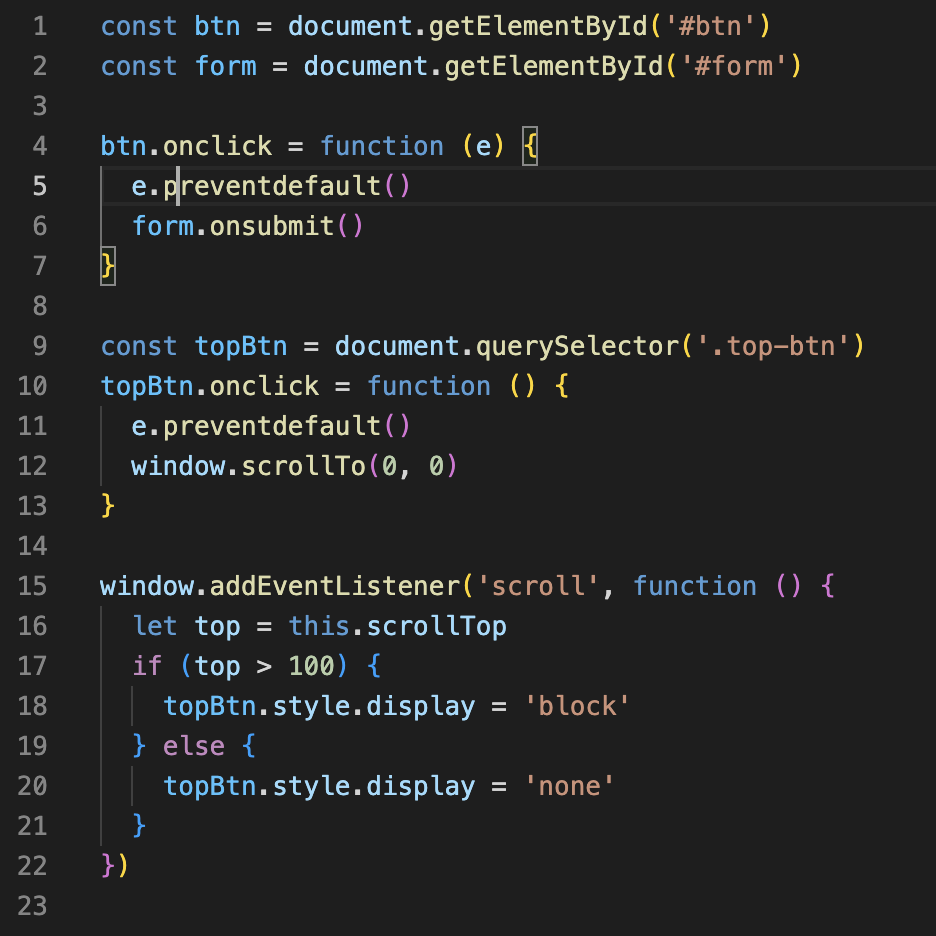 1 const btn = document.getElementById('#btn')
2 const form = document.getElementById('#form')
3
4 btn.onclick = function (e) {
5   e.preventdefault()
6   form.onsubmit()
7 }
8
9 const topBtn = document.querySelector('.top-btn')
10 topBtn.onclick = function () {
11   e.preventdefault()
12   window.scrollTo(0, 0)
13 }
14
15 window.addEventListener('scroll', function () {
16   let top = this.scrollTop
17   if (top > 100) {
18     topBtn.style.display = 'block'
19   } else {
20     topBtn.style.display = 'none'
21   }
22 })
23